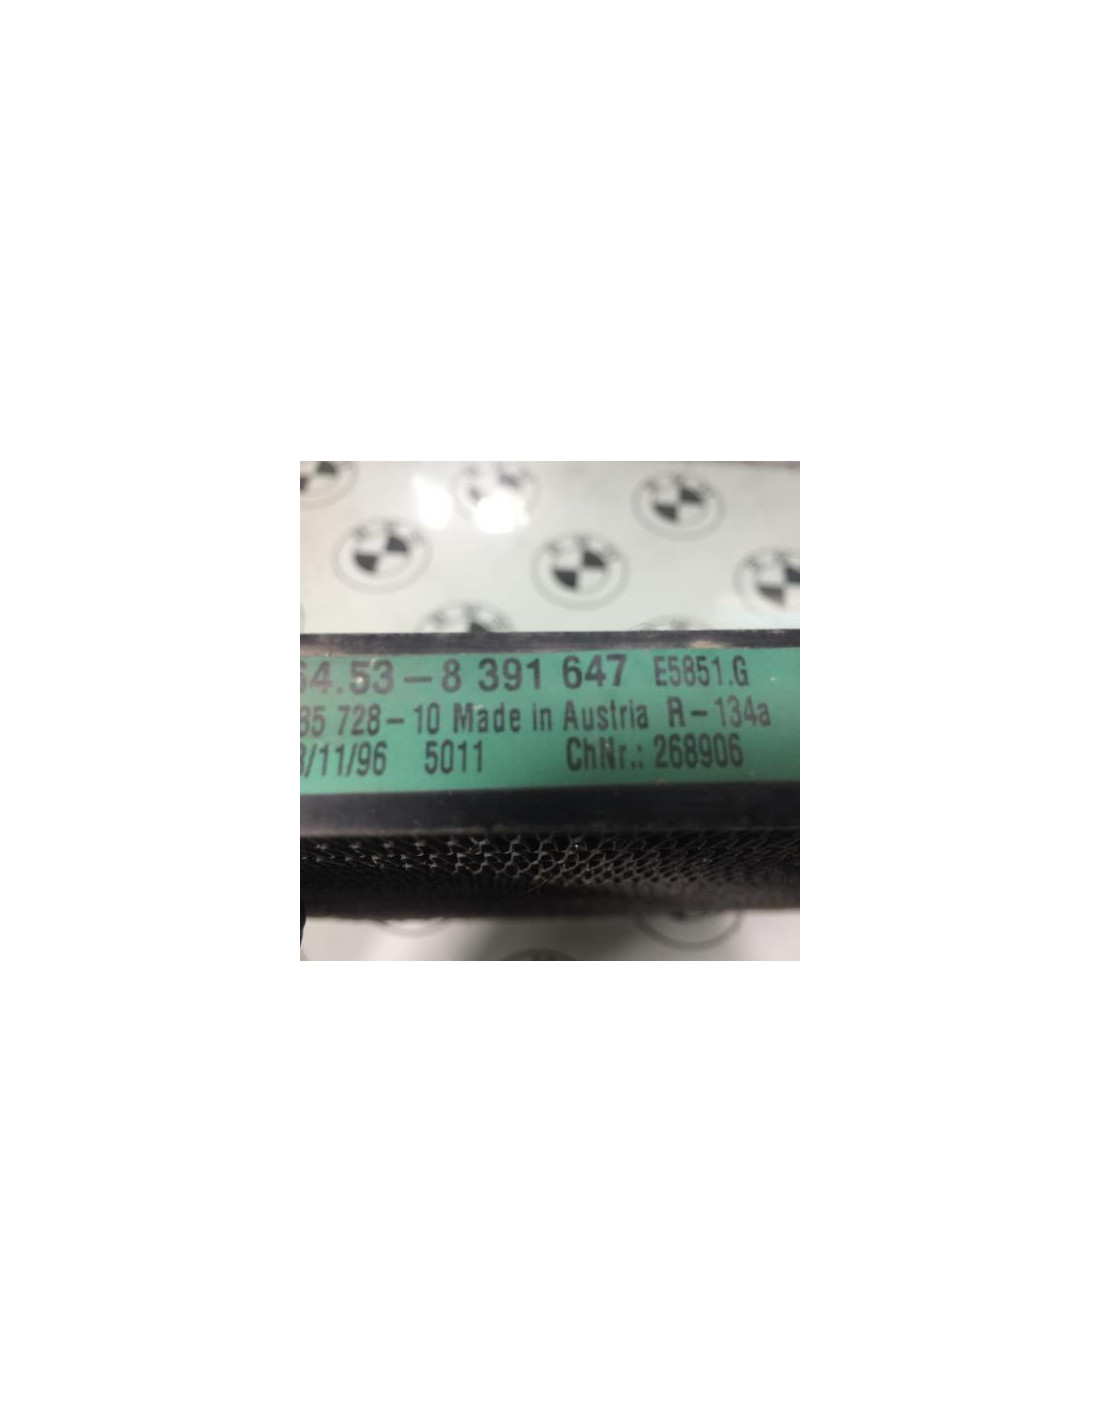 64.53-8 391 647 E5851.G
85 728-10 Made in Austria R-134a
/11/96 5011 ChNr.: 268906